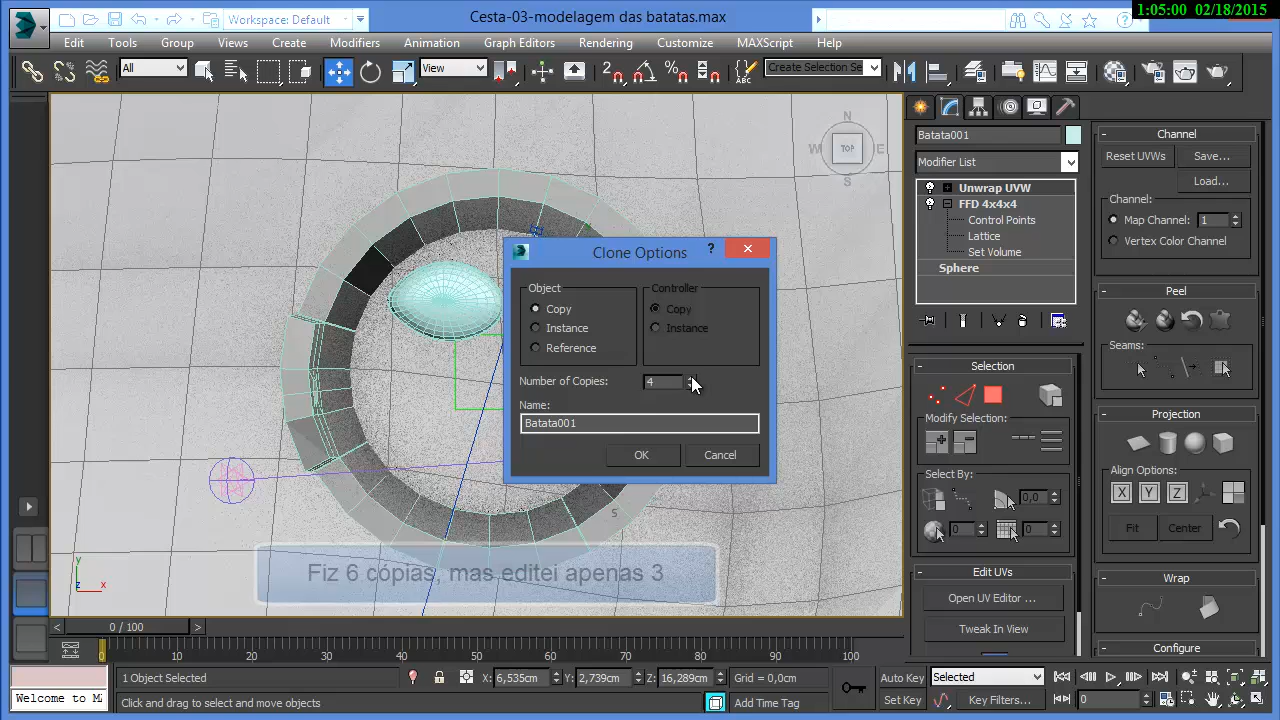 Workspace: Default
Cesta-03-modelagem das batatas.max
1:05:00 02/18/2015
Edit Tools Group Views Create Modifiers Animation Graph Editors Rendering Customize MAXScript Help
All
View
Create Selection Se
N
W TOP E
S
Batata001
Modifier List
Unwrap UVW
FFD 4x4x4
Control Points
Lattice
Set Volume
Sphere
Channel
Reset UVWs
Save...
Load...
Channel:
Map Channel: 1
Vertex Color Channel
Peel
Seams:
Projection
Align Options:
X Y Z
Fit
Center
Wrap
Configure
Selection
Modify Selection:
Select By:
0,0
0
0
Edit UVs
Open UV Editor ...
Tweak In View
Clone Options
Object
Copy
Instance
Reference
Controller
Copy
Instance
Number of Copies: 4
Name:
Batata001
OK
Cancel
S
Fiz 6 cópias, mas editei apenas 3
y
z x
< 0 / 100 >
0 10 20 30 40 50 60 70 80 90 100
1 Object Selected
X: 6,535cm Y: 2,739cm Z: 16,289cm
Grid = 0,0cm
Auto Key
Selected
Welcome to M
Click and drag to select and move objects
Add Time Tag
Set Key
Key Filters...
0